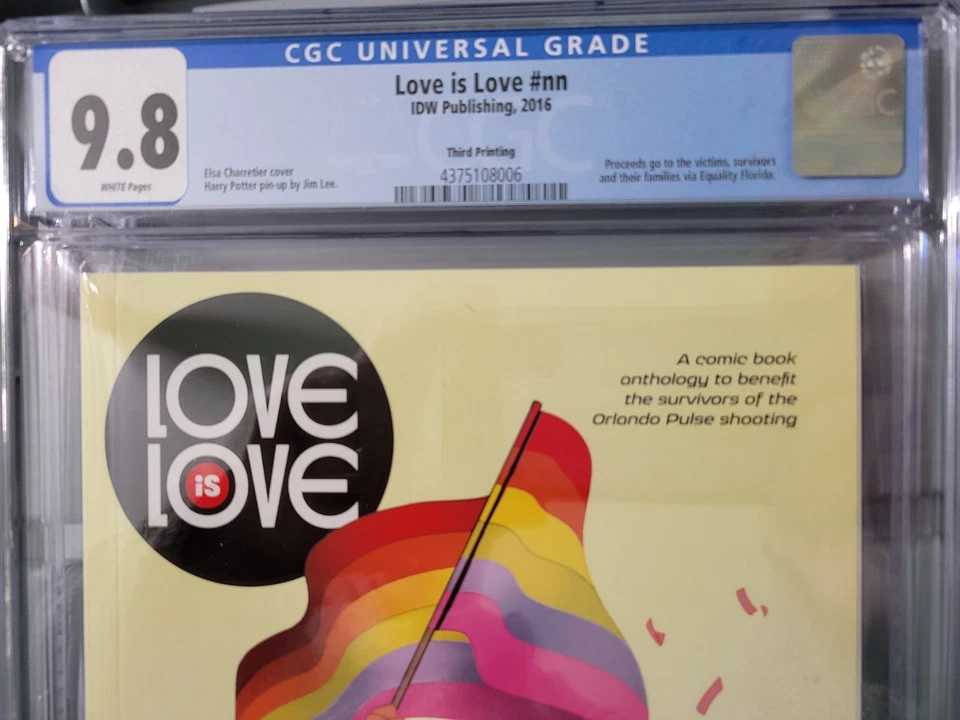 CGC UNIVERSAL GRADE
9.8
WHITE Pages
Love is Love #nn
IDW Publishing, 2016
Third Printing
4375108006
Elsa Charretier cover
Harry Potter pin-up by Jim Lee.
Proceeds go to the victims, survivors
and their families via Equality Florida.
CGC
LOVE
iS
LOVE
A comic book
anthology to benefit
the survivors of the
Orlando Pulse shooting